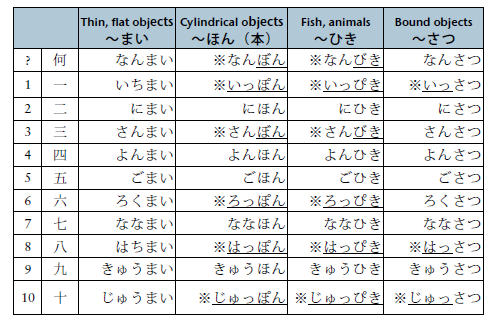 Thin, flat objects ～まい Cylindrical objects ～ほん（本） Fish, animals ～ひき Bound objects ～さつ
? 何 なんまい ※なんぼん ※なんびき なんさつ
1 一 いちまい ※いっぽん ※いっぴき ※いっさつ
2 二 にまい にほん にひき にさつ
3 三 さんまい ※さんぼん ※さんびき さんさつ
4 四 よんまい よんほん よんひき よんさつ
5 五 ごまい ごほん ごひき ごさつ
6 六 ろくまい ※ろっぽん ※ろっぴき ろくさつ
7 七 ななまい ななほん ななひき ななさつ
8 八 はちまい ※はっぽん ※はっぴき ※はっさつ
9 九 きゅうまい きゅうほん きゅうひき きゅうさつ
10 十 じゅうまい ※じゅっぽん ※じゅっぴき ※じゅっさつ